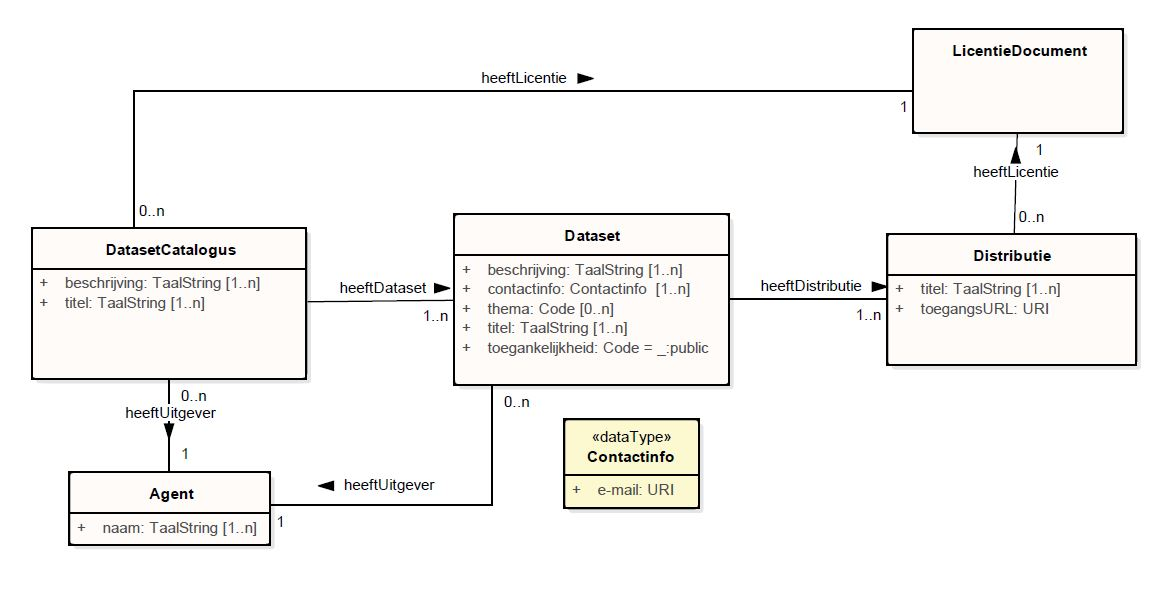 LicentieDocument
heeftLicentie
1
1
heeftLicentie
0..n
0..n
DatasetCatalogus
+ beschrijving: TaalString [1..n]
+ titel: TaalString [1..n]
heeftDataset
1..n
Dataset
+ beschrijving: TaalString [1..n]
+ contactinfo: Contactinfo [1..n]
+ thema: Code [0..n]
+ titel: TaalString [1..n]
+ toegankelijkheid: Code = _:public
heeftDistributie
1..n
Distributie
+ titel: TaalString [1..n]
+ toegangsURL: URI
0..n
heeftUitgever
1
0..n
heeftUitgever
1
Agent
+ naam: TaalString [1..n]
«dataType»
Contactinfo
+ e-mail: URI